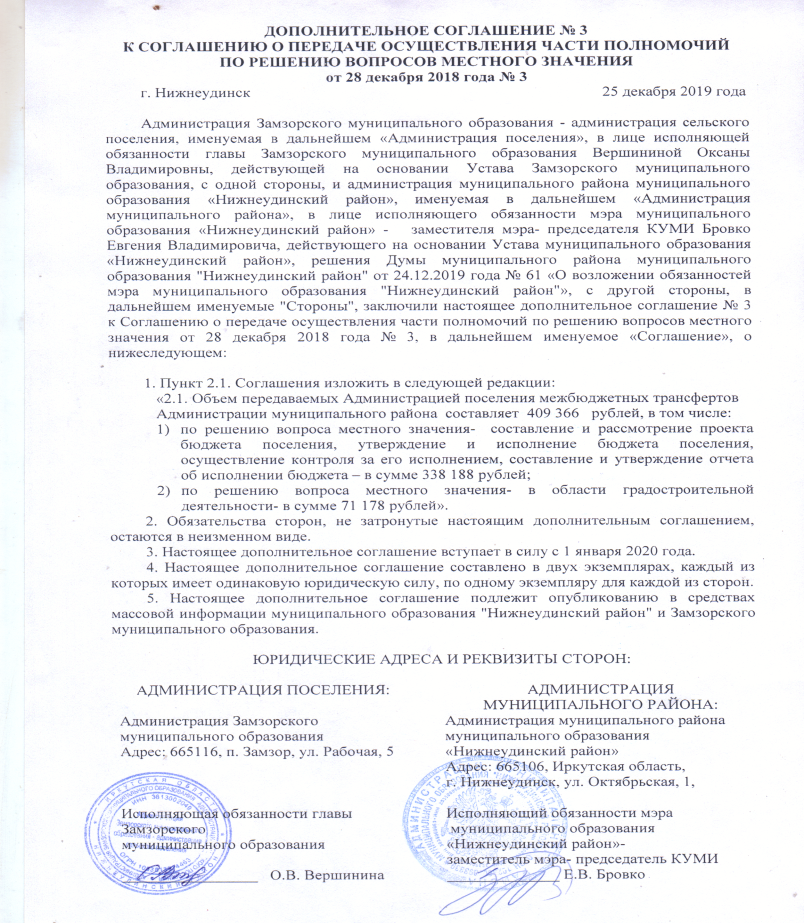 ДОПОЛНИТЕЛЬНОЕ СОГЛАШЕНИЕ № 3
К СОГЛАШЕНИЮ О ПЕРЕДАЧЕ ОСУЩЕСТВЛЕНИЯ ЧАСТИ ПОЛНОМОЧИЙ
ПО РЕШЕНИЮ ВОПРОСОВ МЕСТНОГО ЗНАЧЕНИЯ
от 28 декабря 2018 года № 3
г. Нижнеудинск 25 декабря 2019 года
Администрация Замзорского муниципального образования - администрация сельского
поселения, именуемая в дальнейшем «Администрация поселения», в лице исполняющей
обязанности главы Замзорского муниципального образования Вершининой Оксаны
Владимировны, действующей на основании Устава Замзорского муниципального
образования, с одной стороны, и администрация муниципального района муниципального
образования «Нижнеудинский район», именуемая в дальнейшем «Администрация
муниципального района», в лице исполняющего обязанности мэра муниципального
образования «Нижнеудинский район» - заместителя мэра- председателя КУМИ Бровко
Евгения Владимировича, действующего на основании Устава муниципального образования
«Нижнеудинский район», решения Думы муниципального района муниципального
образования "Нижнеудинский район" от 24.12.2019 года № 61 «О возложении обязанностей
мэра муниципального образования "Нижнеудинский район"», с другой стороны, в
дальнейшем именуемые "Стороны", заключили настоящее дополнительное соглашение № 3
к Соглашению о передаче осуществления части полномочий по решению вопросов местного
значения от 28 декабря 2018 года № 3, в дальнейшем именуемое «Соглашение», о
нижеследующем:
1. Пункт 2.1. Соглашения изложить в следующей редакции:
«2.1. Объем передаваемых Администрацией поселения межбюджетных трансфертов
Администрации муниципального района составляет 409 366 рублей, в том числе:
1) по решению вопроса местного значения- составление и рассмотрение проекта
бюджета поселения, утверждение и исполнение бюджета поселения,
осуществление контроля за его исполнением, составление и утверждение отчета
об исполнении бюджета – в сумме 338 188 рублей;
2) по решению вопроса местного значения- в области градостроительной
деятельности- в сумме 71 178 рублей».
2. Обязательства сторон, не затронутые настоящим дополнительным соглашением,
остаются в неизменном виде.
3. Настоящее дополнительное соглашение вступает в силу с 1 января 2020 года.
4. Настоящее дополнительное соглашение составлено в двух экземплярах, каждый из
которых имеет одинаковую юридическую силу, по одному экземпляру для каждой из сторон.
5. Настоящее дополнительное соглашение подлежит опубликованию в средствах
массовой информации муниципального образования "Нижнеудинский район" и Замзорского
муниципального образования.
ЮРИДИЧЕСКИЕ АДРЕСА И РЕКВИЗИТЫ СТОРОН:
АДМИНИСТРАЦИЯ ПОСЕЛЕНИЯ:
Администрация Замзорского
муниципального образования
Адрес: 665116, п. Замзор, ул. Рабочая, 5
Исполняющая обязанности главы
Замзорского
муниципального образования
О.В. Вершинина
АДМИНИСТРАЦИЯ
МУНИЦИПАЛЬНОГО РАЙОНА:
Администрация муниципального района
муниципального образования
«Нижнеудинский район»
Адрес: 665106, Иркутская область,
г. Нижнеудинск, ул. Октябрьская, 1,
Исполняющий обязанности мэра
муниципального образования
«Нижнеудинский район»-
заместитель мэра- председатель КУМИ
Е.В. Бровко